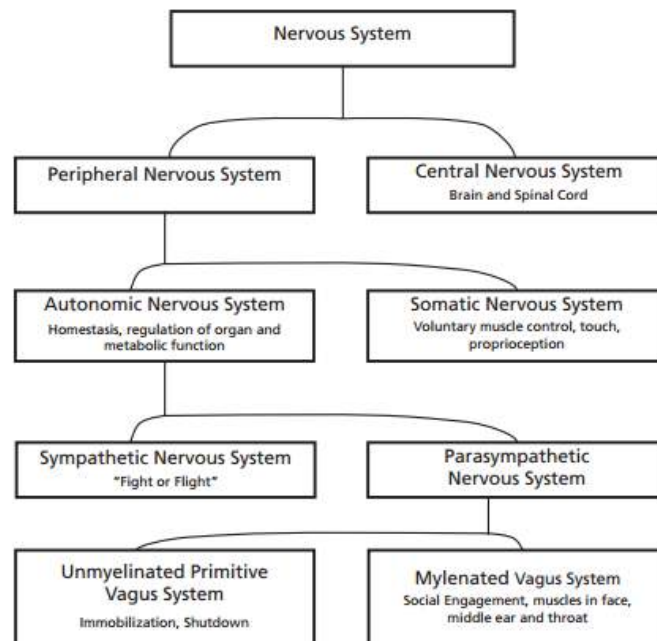 Nervous System
Peripheral Nervous System
Central Nervous System
Brain and Spinal Cord
Autonomic Nervous System
Homestasis, regulation of organ and
metabolic function
Somatic Nervous System
Voluntary muscle control, touch,
proprioception
Sympathetic Nervous System
"Fight or Flight"
Parasympathetic
Nervous System
Unmyelinated Primitive
Vagus System
Immobilization, Shutdown
Mylenated Vagus System
Social Engagement, muscles in face,
middle ear and throat